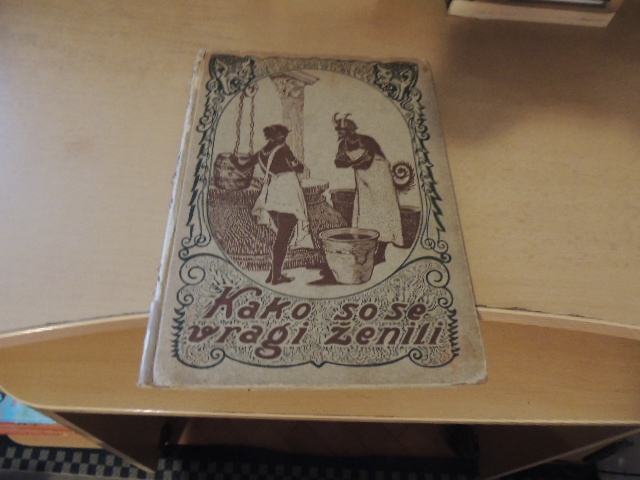 Kako so se
vragi ženili